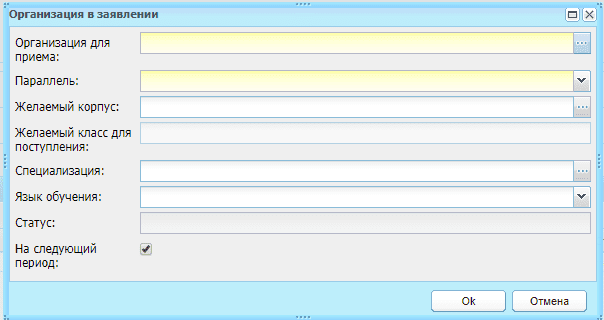 Организация в заявлении
Организация для
приема:
Параллель:
Желаемый корпус:
Желаемый класс для
поступления:
Специализация:
Язык обучения:
Статус:
На следующий
период:
Ok Отмена